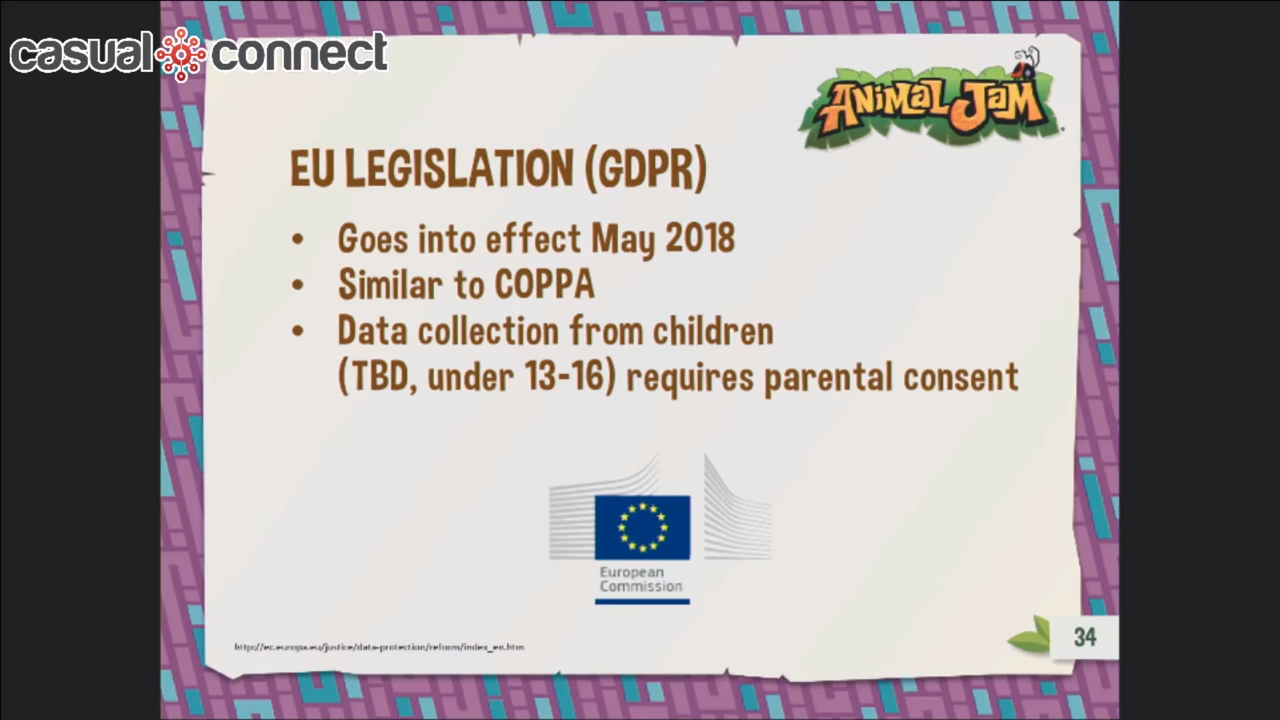 casual connect
ANIMAL JAM
EU LEGISLATION (GDPR)
• Goes into effect May 2018
• Similar to COPPA
• Data collection from children
(TBD, under 13-16) requires parental consent
European
Commission
http://ec.europa.eu/justice/data-protection/reform/index_en.htm
34